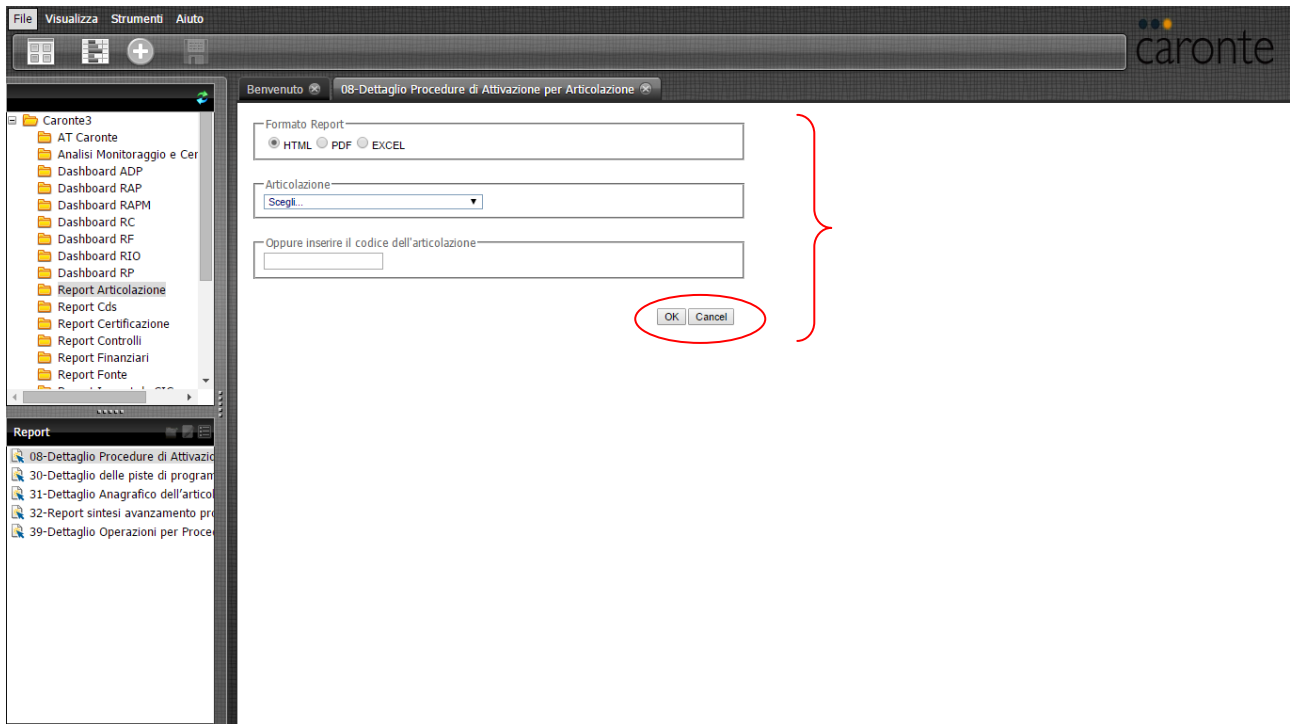 File Visualizza Strumenti Aiuto
caronte
Benvenuto 08-Dettaglio Procedure di Attivazione per Articolazione
Caronte3
AT Caronte
Analisi Monitoraggio e Cer
Dashboard ADP
Dashboard RAP
Dashboard RAPM
Dashboard RC
Dashboard RF
Dashboard RIO
Dashboard RP
Report Articolazione
Report Cds
Report Certificazione
Report Controlli
Report Finanziari
Report Fonte
Formato Report
HTML PDF EXCEL
Articolazione
Scegli...
Oppure inserire il codice dell'articolazione
OK Cancel
Report
08-Dettaglio Procedure di Attivazio
30-Dettaglio delle piste di program
31-Dettaglio Anagrafico dell'articol
32-Report sintesi avanzamento pro
39-Dettaglio Operazioni per Proced